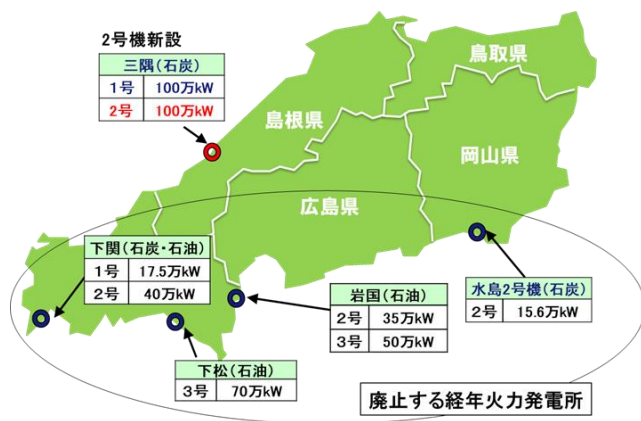 2号機新設
三隅(石炭)
1号 100万kW
2号 100万kW
鳥取県
島根県
岡山県
広島県
下関(石炭・石油)
1号 17.5万kW
2号 40万kW
岩国(石油)
2号 35万kW
3号 50万kW
水島2号機(石炭)
2号 15.6万kW
下松(石油)
3号 70万kW
廃止する経年火力発電所